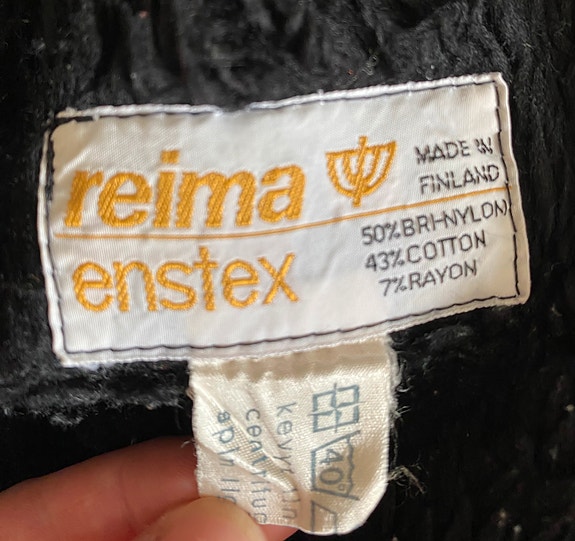 reima
MADE IN
FINLAND
enstex
50% BRI-NYLON
43% COTTON
7% RAYON
40°